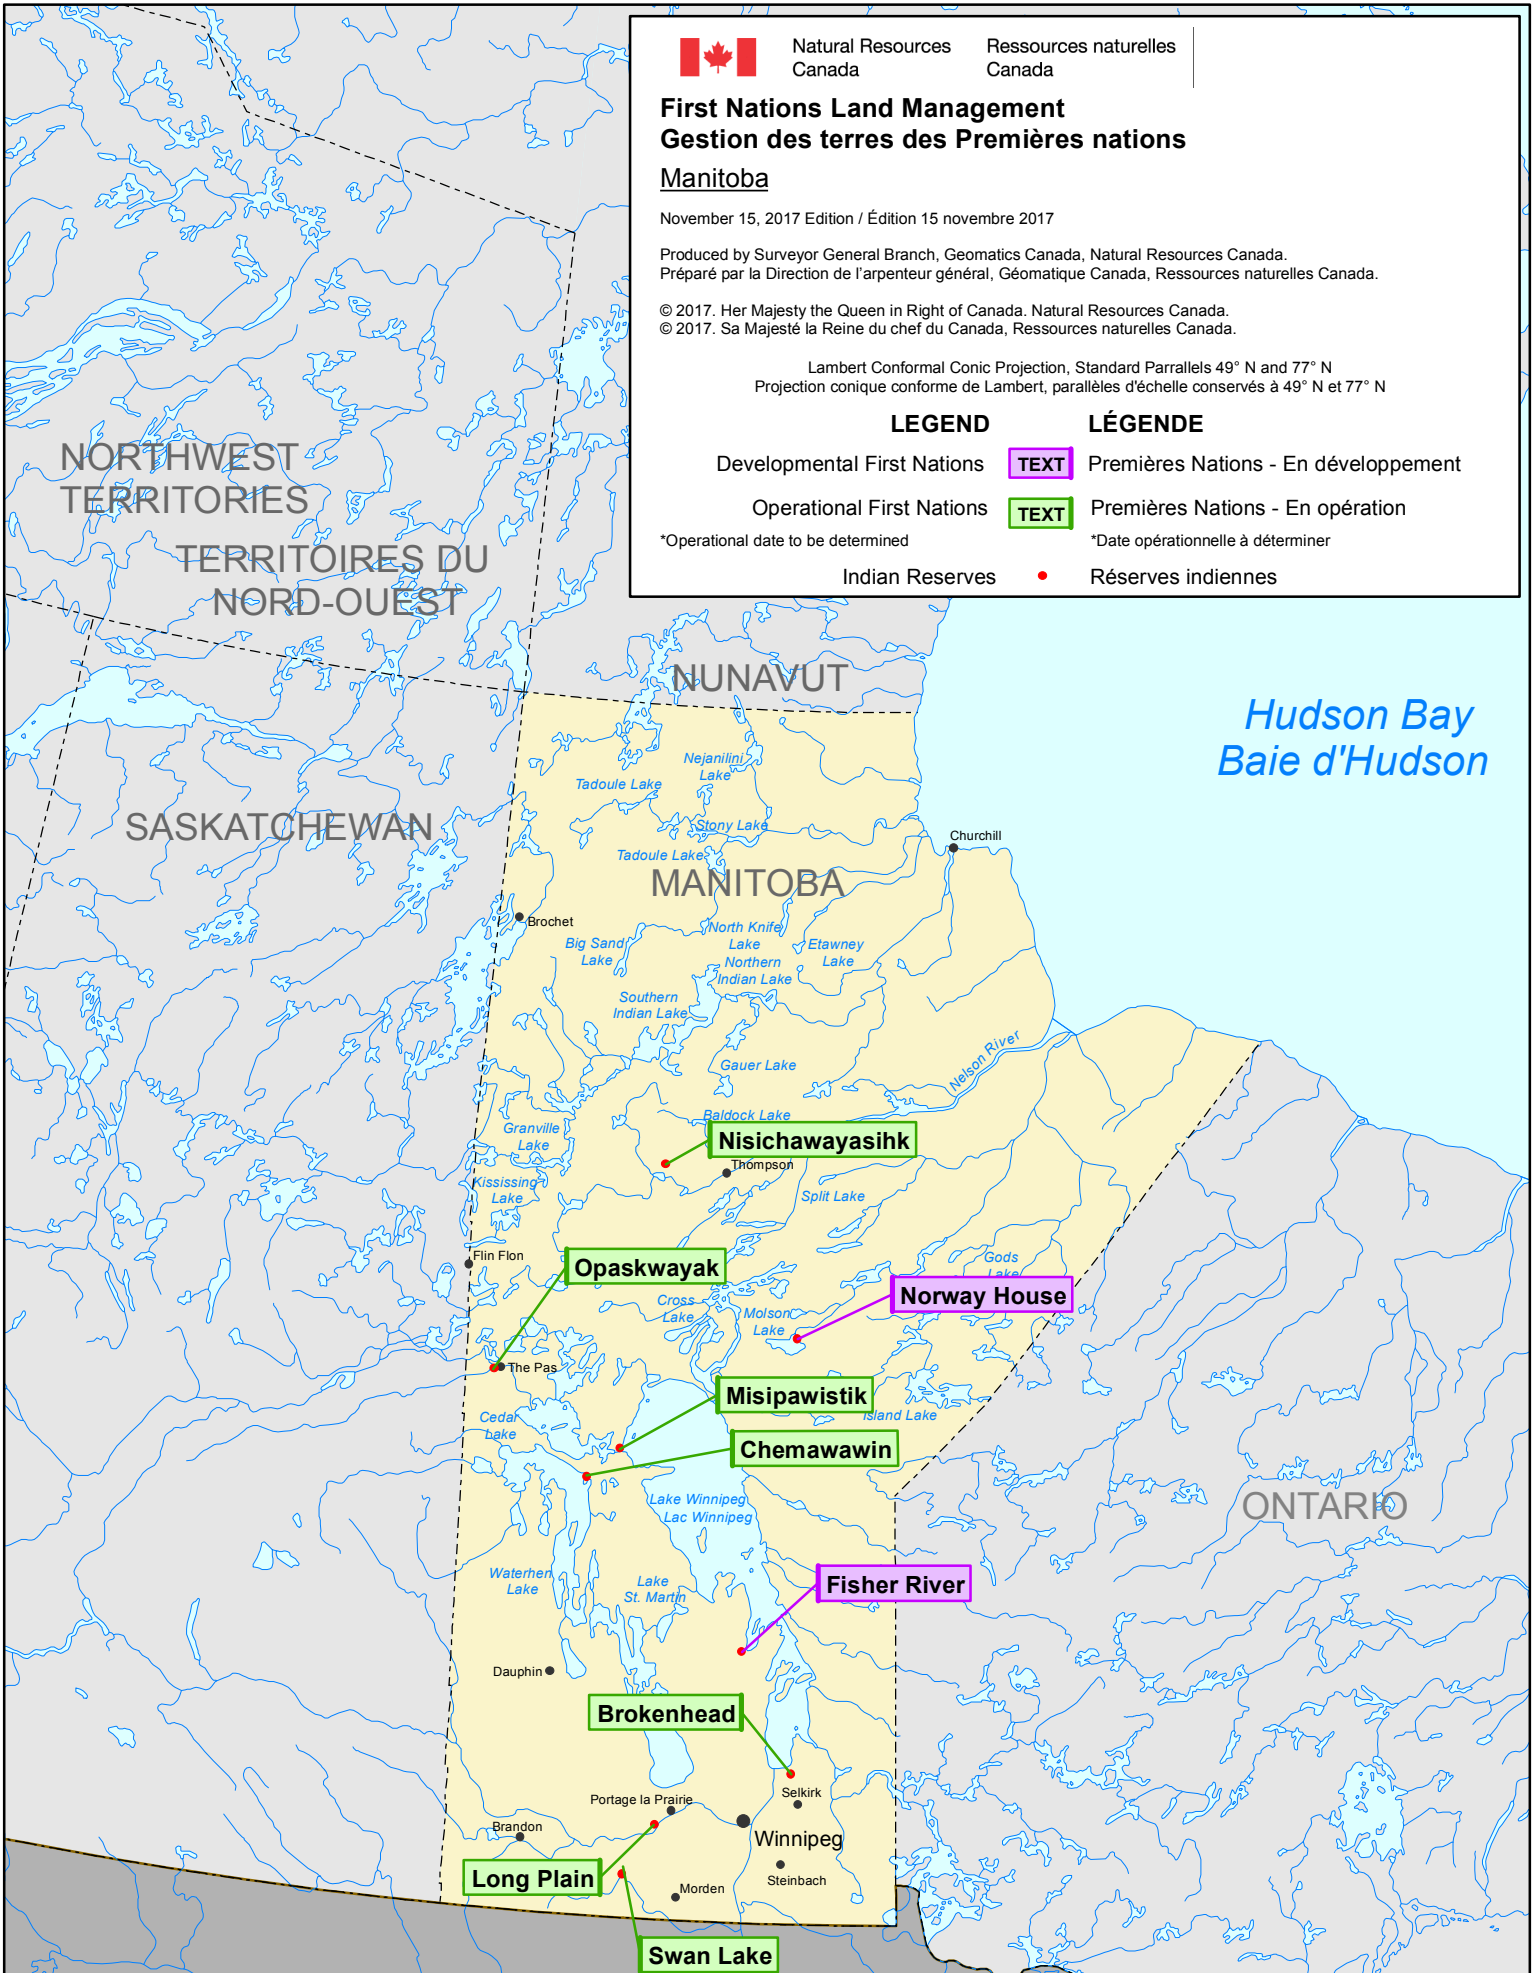 Natural Resources
Canada
Ressources naturelles
Canada
First Nations Land Management
Gestion des terres des Premières nations
Manitoba
November 15, 2017 Edition / Édition 15 novembre 2017
Produced by Surveyor General Branch, Geomatics Canada, Natural Resources Canada.
Préparé par la Direction de l'arpenteur général, Géomatique Canada, Ressources naturelles Canada.
© 2017. Her Majesty the Queen in Right of Canada. Natural Resources Canada.
© 2017. Sa Majesté la Reine du chef du Canada, Ressources naturelles Canada.
Lambert Conformal Conic Projection, Standard Parrallels 49° N and 77° N
Projection conique conforme de Lambert, parallèles d'échelle conservés à 49° N et 77° N
LEGEND LÉGENDE
Developmental First Nations TEXT Premières Nations - En développement
Operational First Nations TEXT Premières Nations - En opération
*Operational date to be determined *Date opérationnelle à déterminer
Indian Reserves Réserves indiennes
NORTHWEST
TERRITORIES
TERRITOIRES DU
NORD-OUEST
NUNAVUT
Hudson Bay
Baie d'Hudson
SASKATCHEWAN
Nejanilini
Lake
Tadoule Lake
Stony Lake
Churchill
Tadoule Lake
MANITOBA
Brochet
Big Sand
Lake
North Knife
Lake
Etawney
Lake
Northern
Indian Lake
Southern
Indian Lake
Nelson River
Gauer Lake
Baldock Lake
Granville
Lake
Nisichawayasihk
Thompson
Kississing
Lake
Split Lake
Flin Flon
Opaskwayak
Gods
Lake
Norway House
Cross
Lake
Molson
Lake
The Pas
Misipawistik
Island Lake
Cedar
Lake
Chemawawin
Lake Winnipeg
Lac Winnipeg
ONTARIO
Waterhen
Lake
Lake
St. Martin
Fisher River
Dauphin
Brokenhead
Selkirk
Portage la Prairie
Brandon
Winnipeg
Long Plain
Steinbach
Morden
Swan Lake